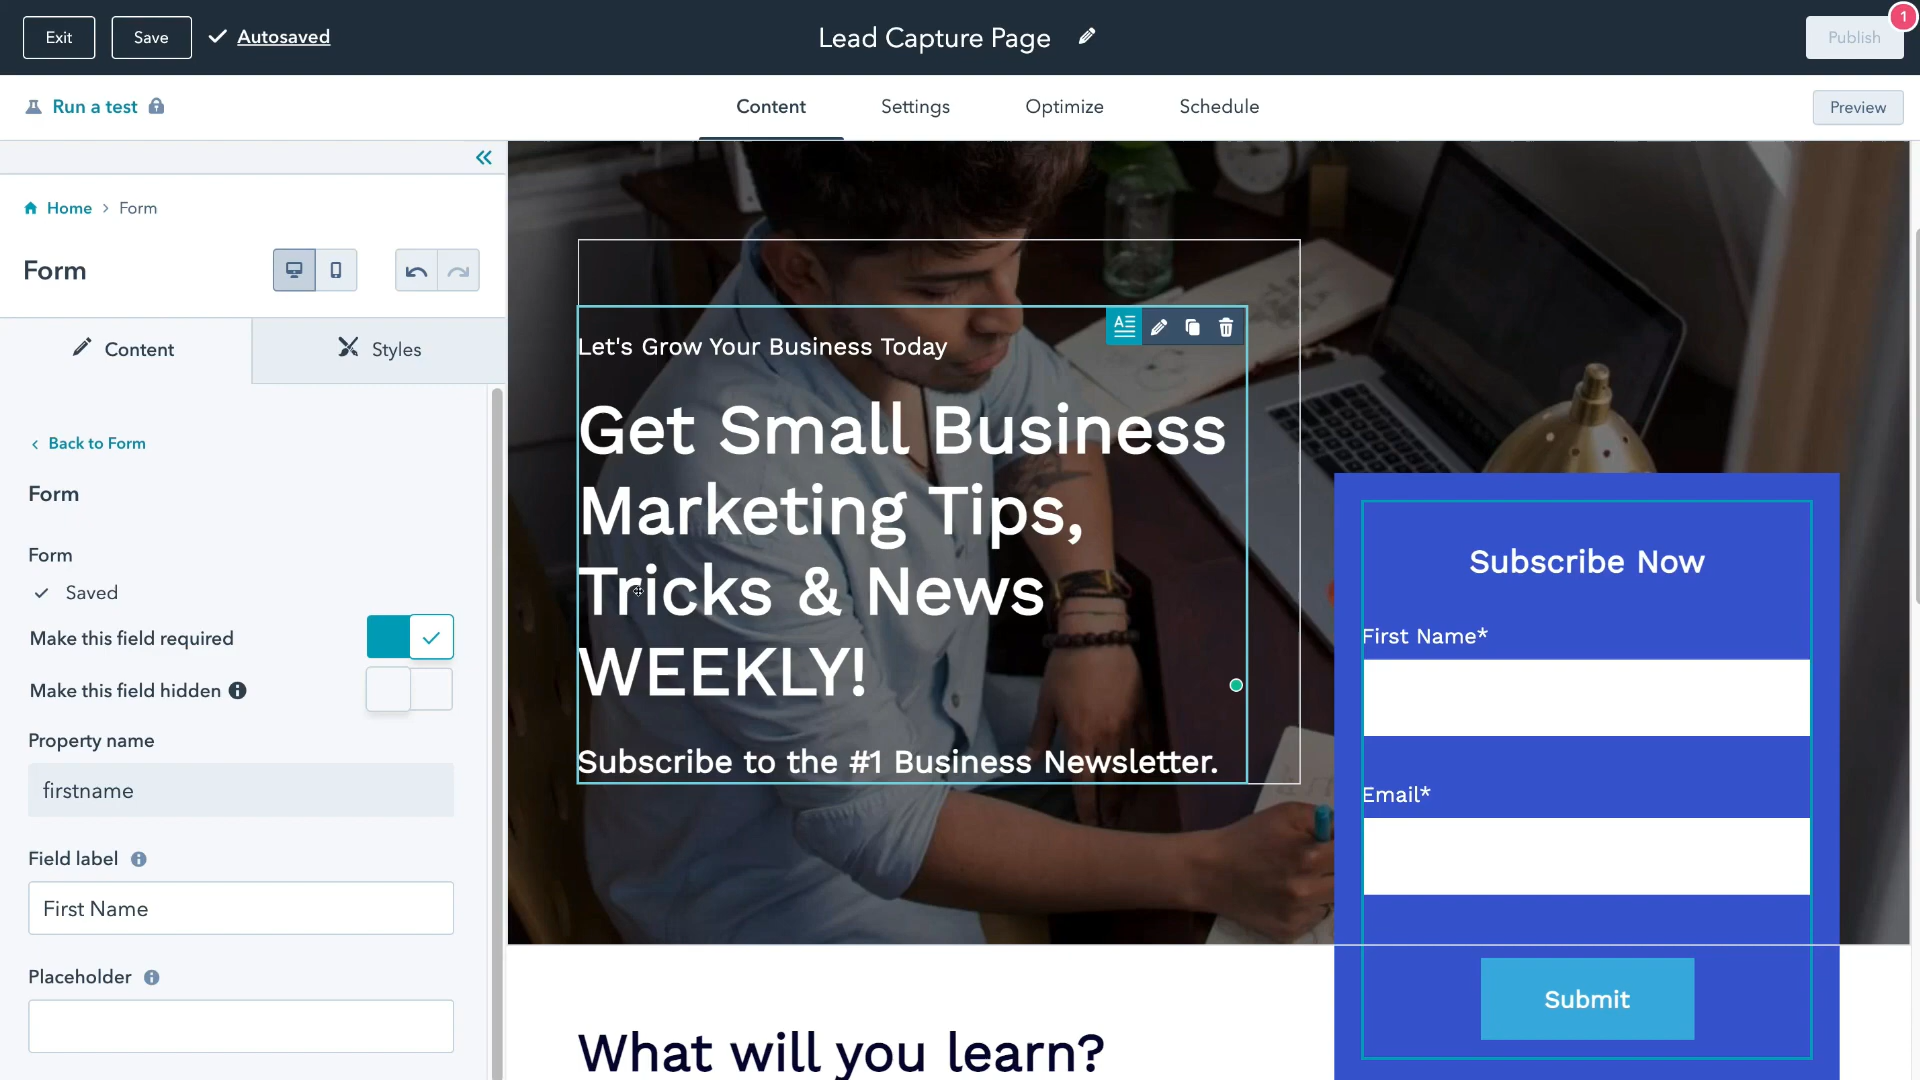 Exit
Save
Autosaved
Lead Capture Page
1
Publish
Run a test
Content
Settings
Optimize
Schedule
Preview
Home
Form
Form
Content
Styles
Back to Form
Form
Form
Saved
Make this field required
Make this field hidden
Property name
firstname
Field label
First Name
Placeholder
Let's Grow Your Business Today
Get Small Business
Marketing Tips,
Tricks & News
WEEKLY!
Subscribe to the #1 Business Newsletter.
Subscribe Now
First Name*
Email*
Submit
What will you learn?